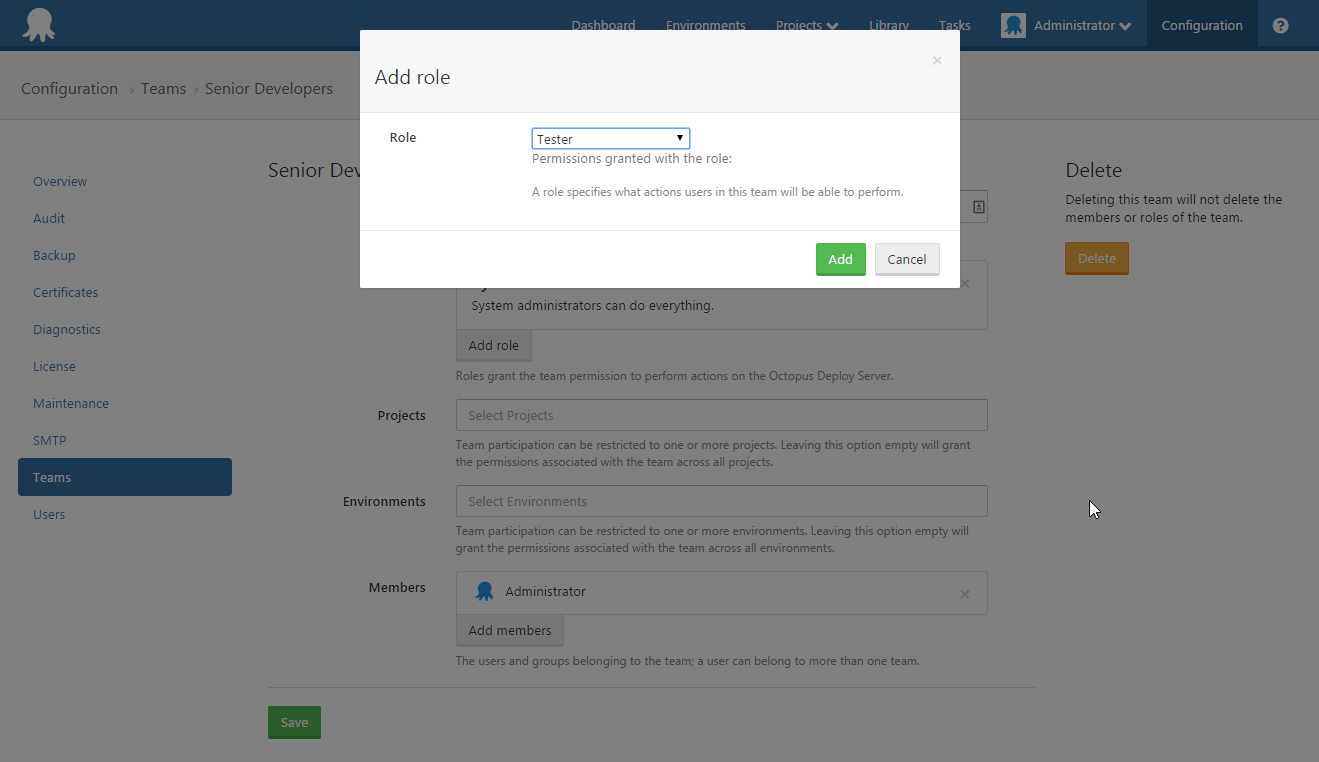 Dashboard Environments Projects Library Tasks Administrator Configuration ?
Configuration › Teams › Senior Developers
Add role
×
Role
Tester
Permissions granted with the role:
A role specifies what actions users in this team will be able to perform.
Add Cancel
Overview
Audit
Backup
Certificates
Diagnostics
License
Maintenance
SMTP
Teams
Users
Senior
System administrators can do everything.
Add role
Roles grant the team permission to perform actions on the Octopus Deploy Server.
Projects
Select Projects
Team participation can be restricted to one or more projects. Leaving this option empty will grant
the permissions associated with the team across all projects.
Environments
Select Environments
Team participation can be restricted to one or more environments. Leaving this option empty will
grant the permissions associated with the team across all environments.
Members
Administrator
Add members
The users and groups belonging to the team; a user can belong to more than one team.
Save
Delete
Deleting this team will not delete the
members or roles of the team.
Delete